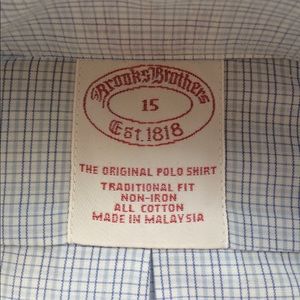 Brooks Brothers
15
Est. 1818
THE ORIGINAL POLO SHIRT
TRADITIONAL FIT
NON-IRON
ALL COTTON
MADE IN MALAYSIA